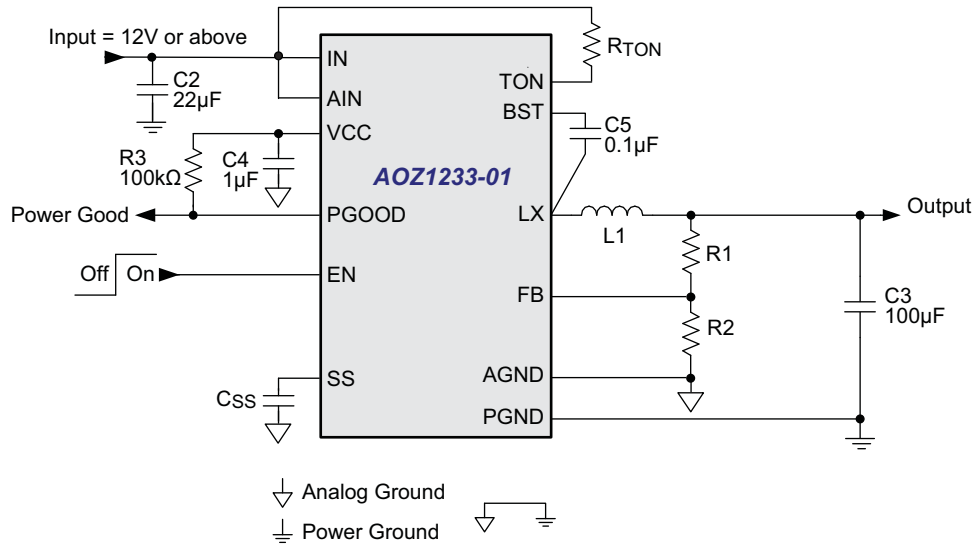 Input = 12V or above
RTON
IN
TON
C2
22µF
AIN
BST
C5
0.1µF
VCC
R3
100kΩ
C4
1µF
AOZ1233-01
Power Good
PGOOD
LX
L1
Output
R1
Off
On
EN
FB
C3
100µF
R2
CSS
SS
AGND
PGND
Analog Ground
Power Ground